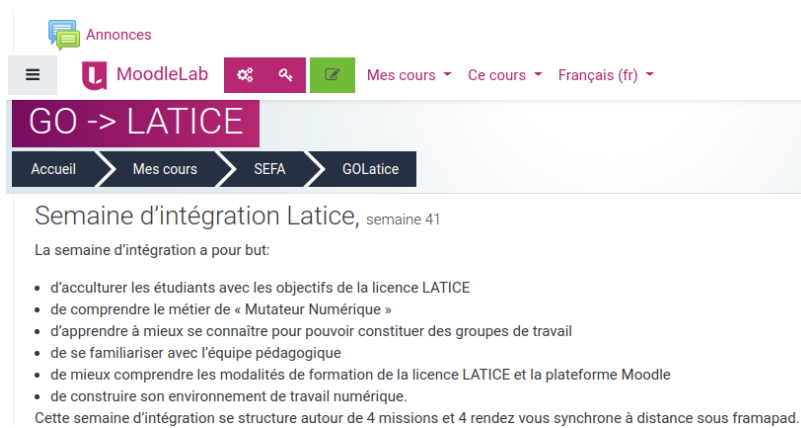 Annonces
MoodleLab Mes cours Ce cours Français (fr)
GO -> LATICE
Accueil Mes cours SEFA GOLatice
Semaine d'intégration Latice, semaine 41
La semaine d'intégration a pour but:
• d'acculturer les étudiants avec les objectifs de la licence LATICE
• de comprendre le métier de « Mutateur Numérique »
• d'apprendre à mieux se connaître pour pouvoir constituer des groupes de travail
• de se familiariser avec l'équipe pédagogique
• de mieux comprendre les modalités de formation de la licence LATICE et la plateforme Moodle
• de construire son environnement de travail numérique.
Cette semaine d'intégration se structure autour de 4 missions et 4 rendez vous synchrone à distance sous framapad.